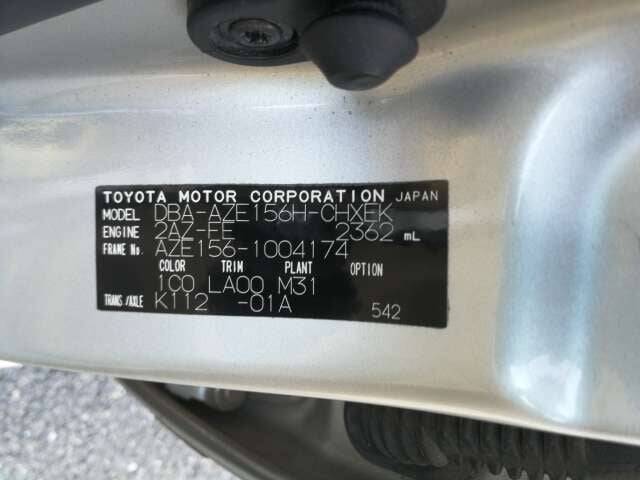 TOYOTA MOTOR CORPORATION JAPAN
MODEL DBA-AZE156H-CHXEK
ENGINE 2AZ-FE 2362 mL
FRAME No. AZE156-1004174
COLOR TRIM PLANT OPTION
1C0 LA00 M31
TRANS/AXLE K112 -01A
542